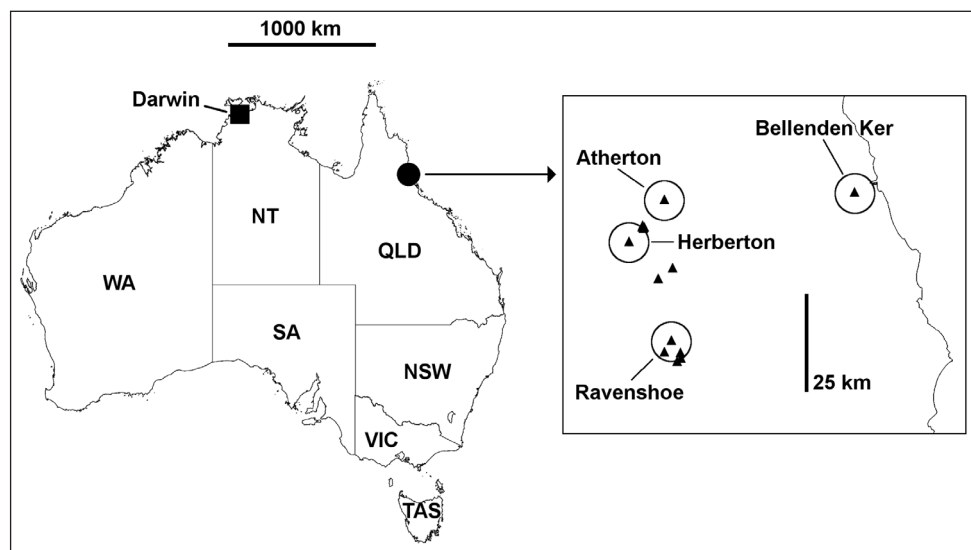 1000 km
Darwin
NT
QLD
WA
SA
NSW
VIC
TAS
Bellenden Ker
Atherton
Herberton
Ravenshoe
25 km